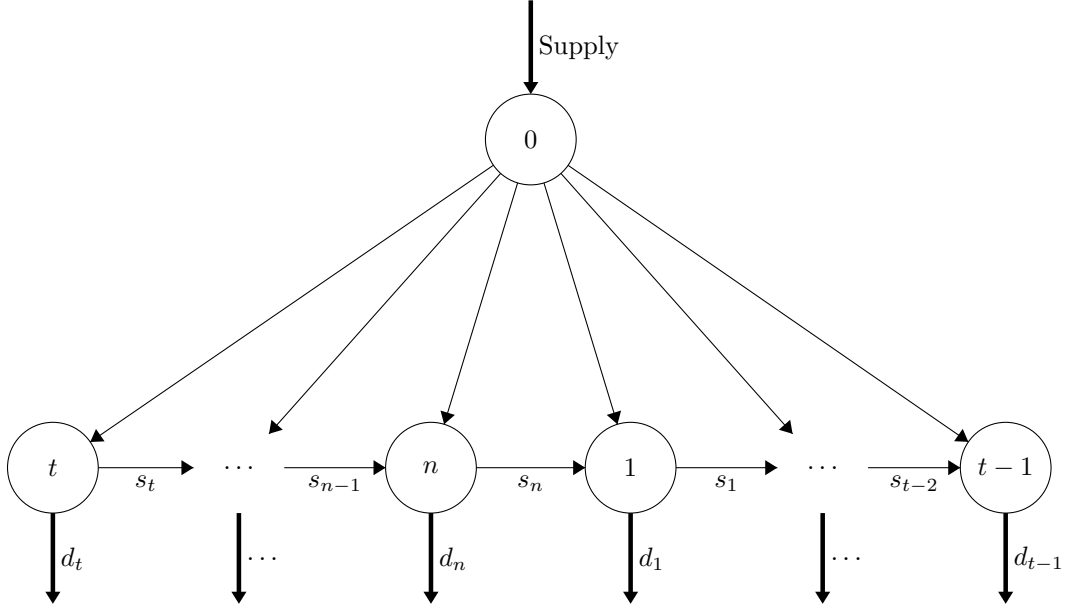 Supply
0
t ⋯ n 1 ⋯ t − 1
s_t s_{n−1} s_n s_1 s_{t−2}
d_t ⋯ d_n d_1 ⋯ d_{t−1}